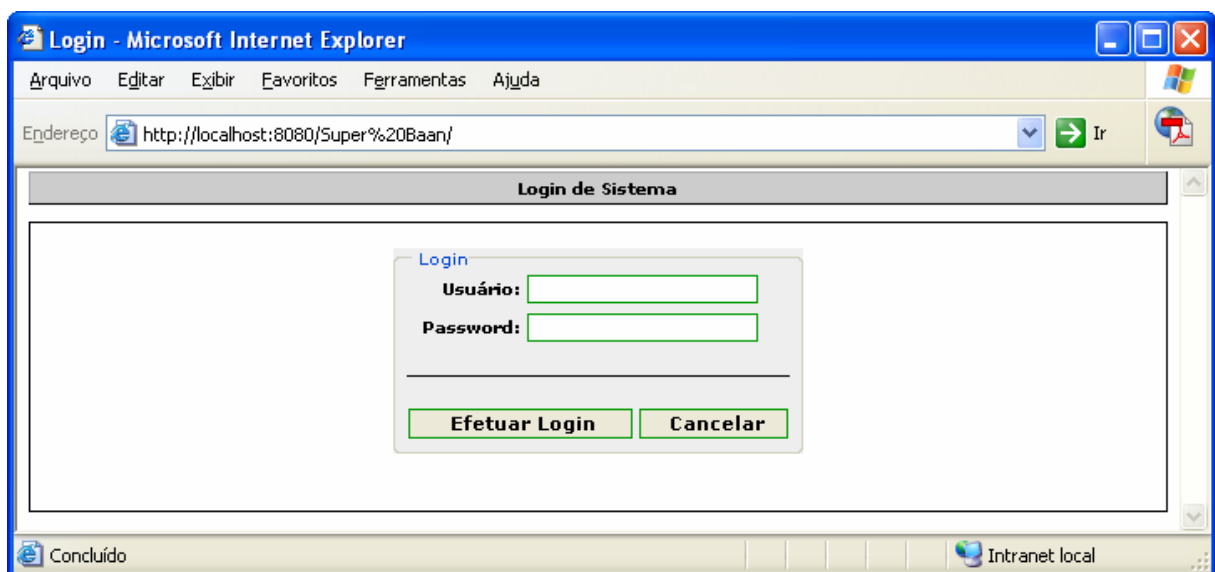 Login - Microsoft Internet Explorer
Arquivo Editar Exibir Favoritos Ferramentas Ajuda
Endereço http://localhost:8080/Super%20Baan/ Ir
Login de Sistema
Login
Usuário:
Password:
Efetuar Login Cancelar
Concluído Intranet local